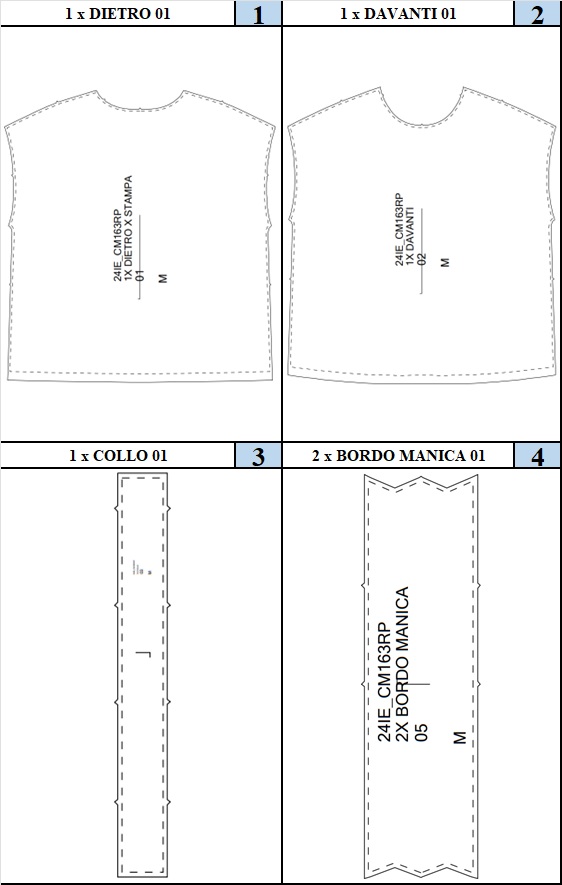 1 x DIETRO 01
1
1 x DAVANTI 01
2
24IE_CM163RP
1X DIETRO X STAMPA
01
M
24IE_CM163RP
1X DAVANTI
02
M
1 x COLLO 01
3
2 x BORDO MANICA 01
4
24IE_CM163RP
2X BORDO MANICA
05
M